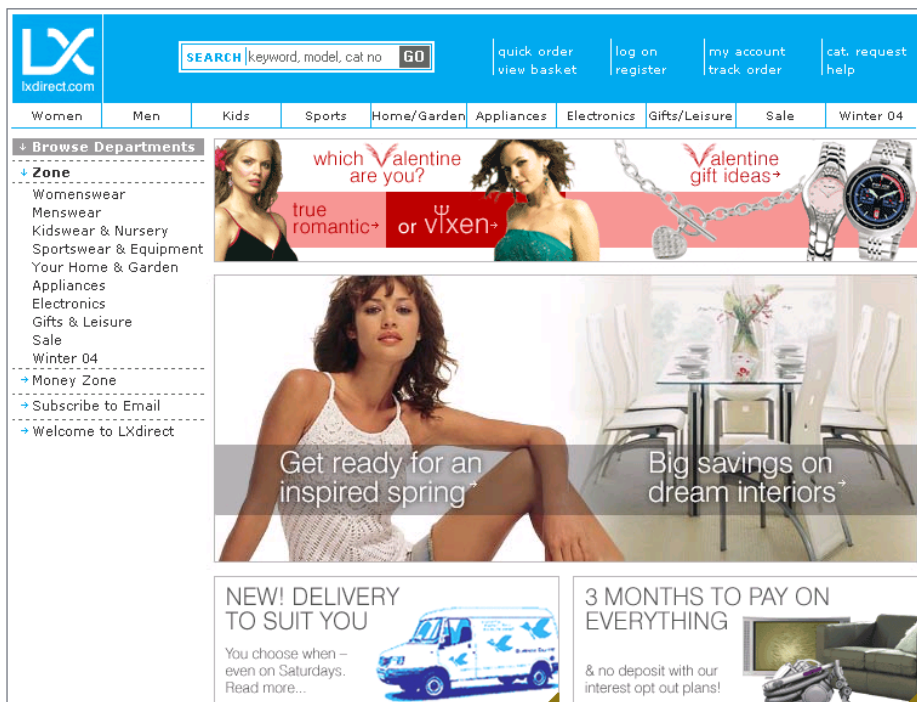 LX
lxdirect.com
SEARCH keyword, model, cat no GO
quick order
view basket
log on
register
my account
track order
cat. request
help
Women Men Kids Sports Home/Garden Appliances Electronics Gifts/Leisure Sale Winter 04
Browse Departments
Zone
Womenswear
Menswear
Kidswear & Nursery
Sportswear & Equipment
Your Home & Garden
Appliances
Electronics
Gifts & Leisure
Sale
Winter 04
Money Zone
Subscribe to Email
Welcome to LXdirect
which Valentine
are you?
true
romantic
or vixen
Valentine
gift ideas
Get ready for an
inspired spring
Big savings on
dream interiors
NEW! DELIVERY
TO SUIT YOU
You choose when –
even on Saturdays.
Read more...
3 MONTHS TO PAY ON
EVERYTHING
& no deposit with our
interest opt out plans!